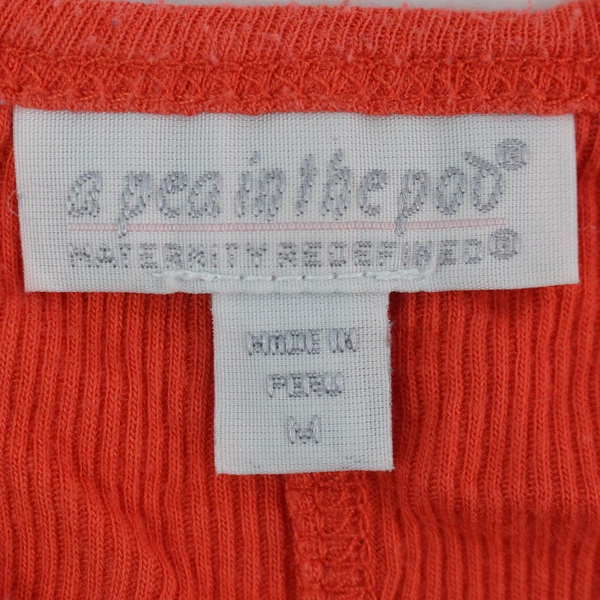 a pea in the pod®
MATERNITY REDEFINED®
MADE IN
PERU
M